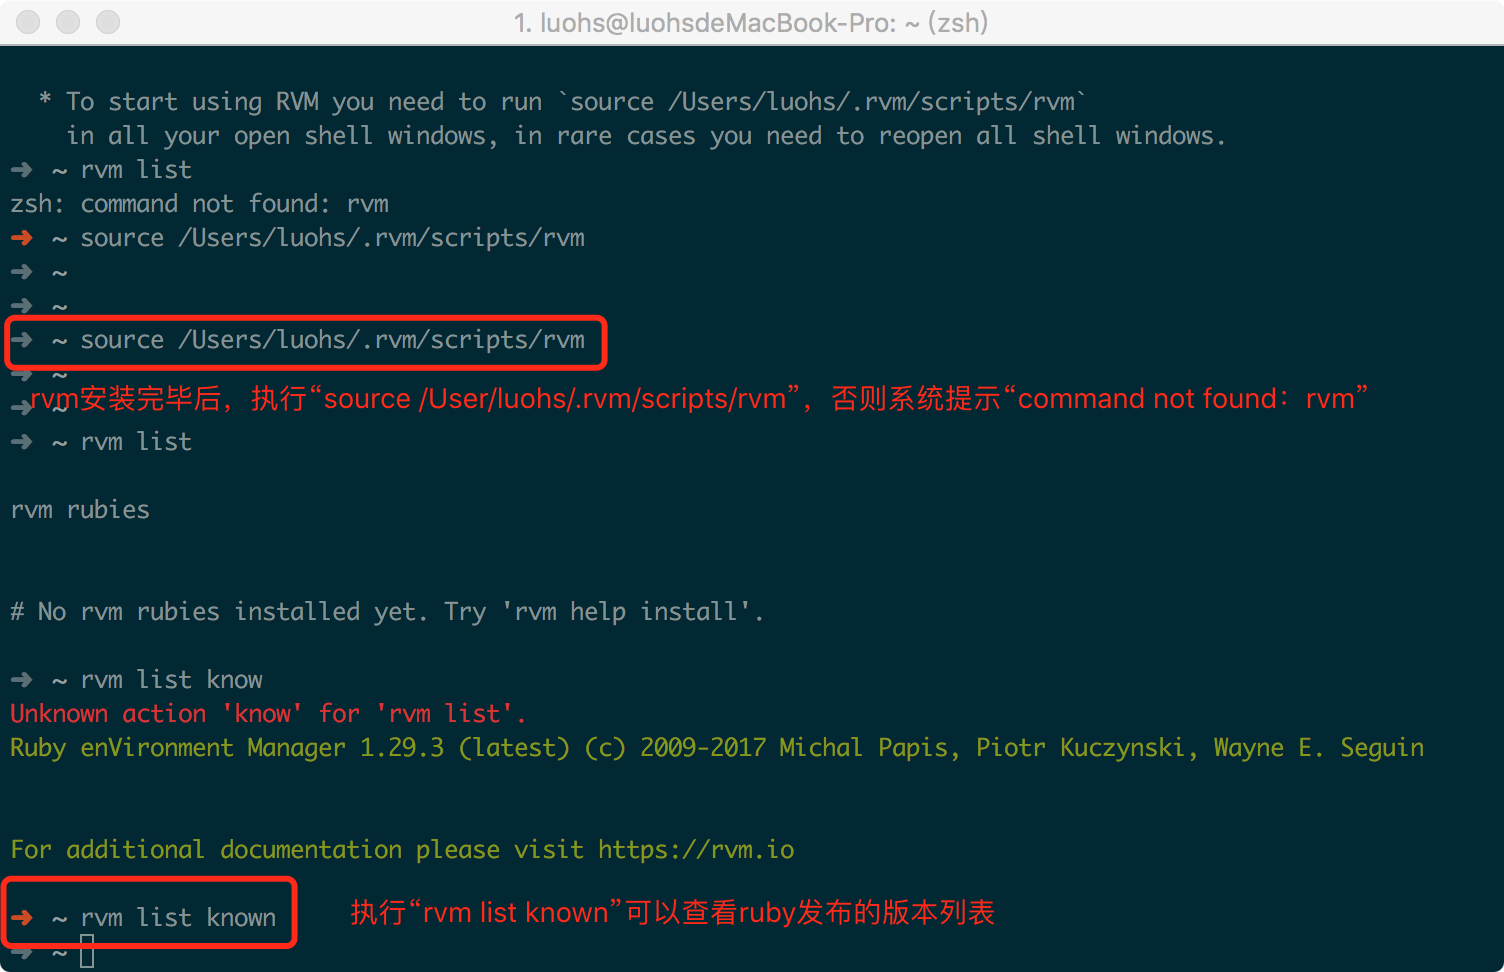 1. luohs@luohsdeMacBook-Pro: ~ (zsh)
* To start using RVM you need to run `source /Users/luohs/.rvm/scripts/rvm`
in all your open shell windows, in rare cases you need to reopen all shell windows.
➜ ~ rvm list
zsh: command not found: rvm
➜ ~ source /Users/luohs/.rvm/scripts/rvm
➜ ~
➜ ~
➜ ~ source /Users/luohs/.rvm/scripts/rvm
➜ ~
rvm安装完毕后，执行“source /User/luohs/.rvm/scripts/rvm”，否则系统提示“command not found：rvm”
➜ ~
➜ ~ rvm list
rvm rubies
# No rvm rubies installed yet. Try 'rvm help install'.
➜ ~ rvm list know
Unknown action 'know' for 'rvm list'.
Ruby enVironment Manager 1.29.3 (latest) (c) 2009-2017 Michal Papis, Piotr Kuczynski, Wayne E. Seguin
For additional documentation please visit https://rvm.io
➜ ~ rvm list known
执行“rvm list known”可以查看ruby发布的版本列表
➜ ~